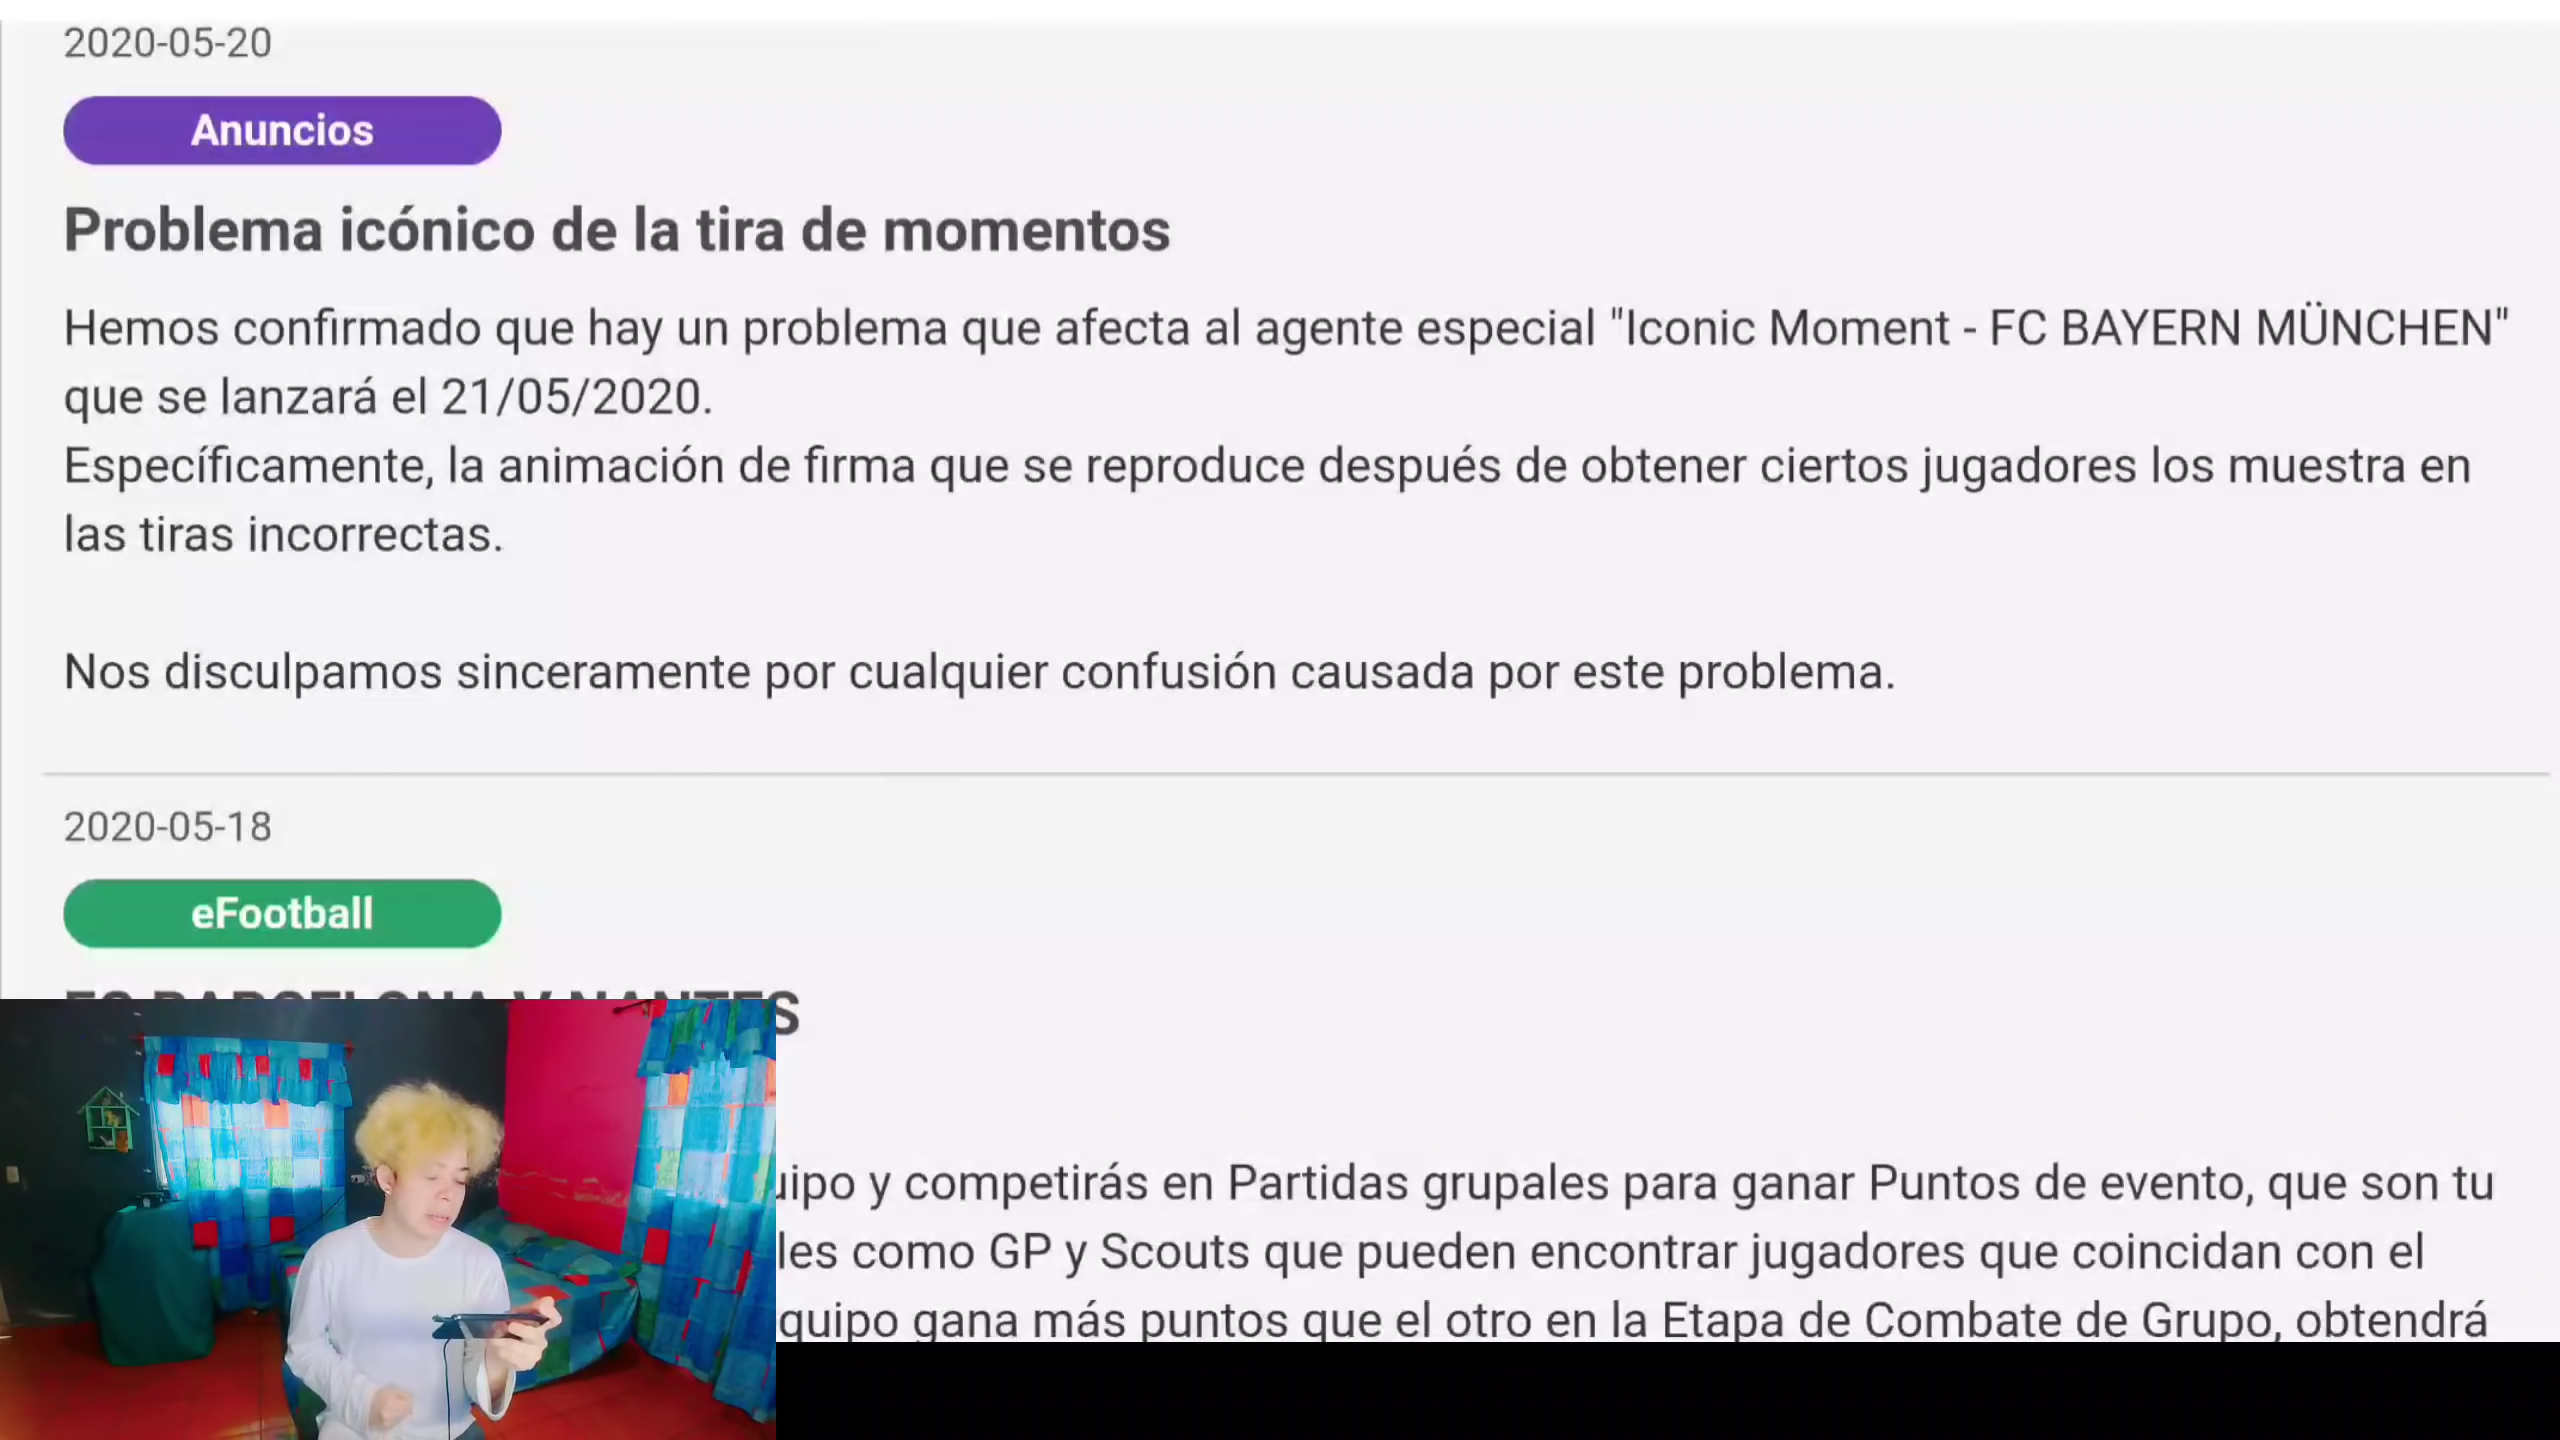 2020-05-20
Anuncios
Problema icónico de la tira de momentos
Hemos confirmado que hay un problema que afecta al agente especial "Iconic Moment - FC BAYERN MÜNCHEN"
que se lanzará el 21/05/2020.
Específicamente, la animación de firma que se reproduce después de obtener ciertos jugadores los muestra en
las tiras incorrectas.
Nos disculpamos sinceramente por cualquier confusión causada por este problema.
2020-05-18
eFootball
FC BARCELONA V NANTES
y competirás en Partidas grupales para ganar Puntos de evento, que son tu
como GP y Scouts que pueden encontrar jugadores que coincidan con el
gana más puntos que el otro en la Etapa de Combate de Grupo, obtendrá